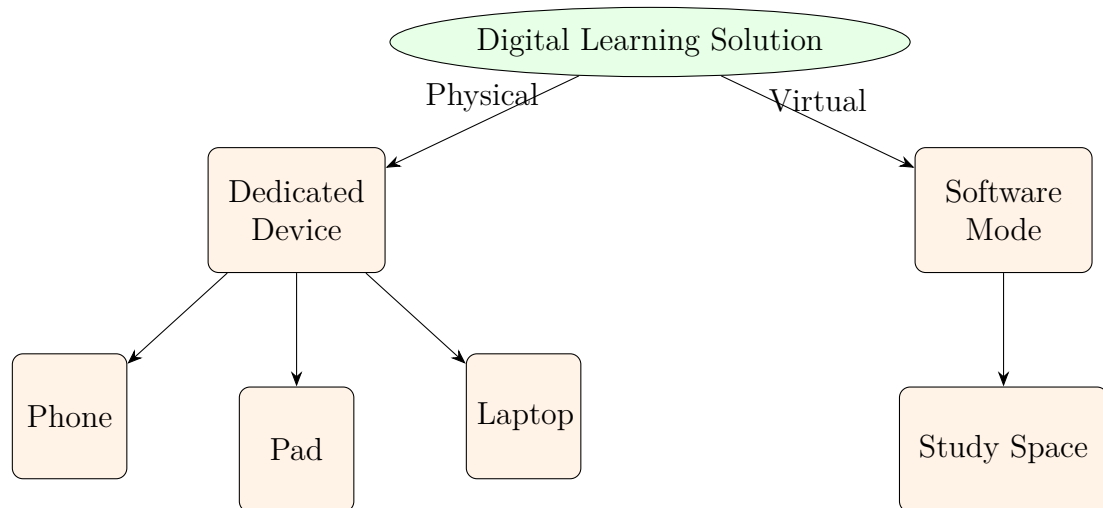 Digital Learning Solution
Physical
Virtual
Dedicated
Device
Software
Mode
Phone
Pad
Laptop
Study Space